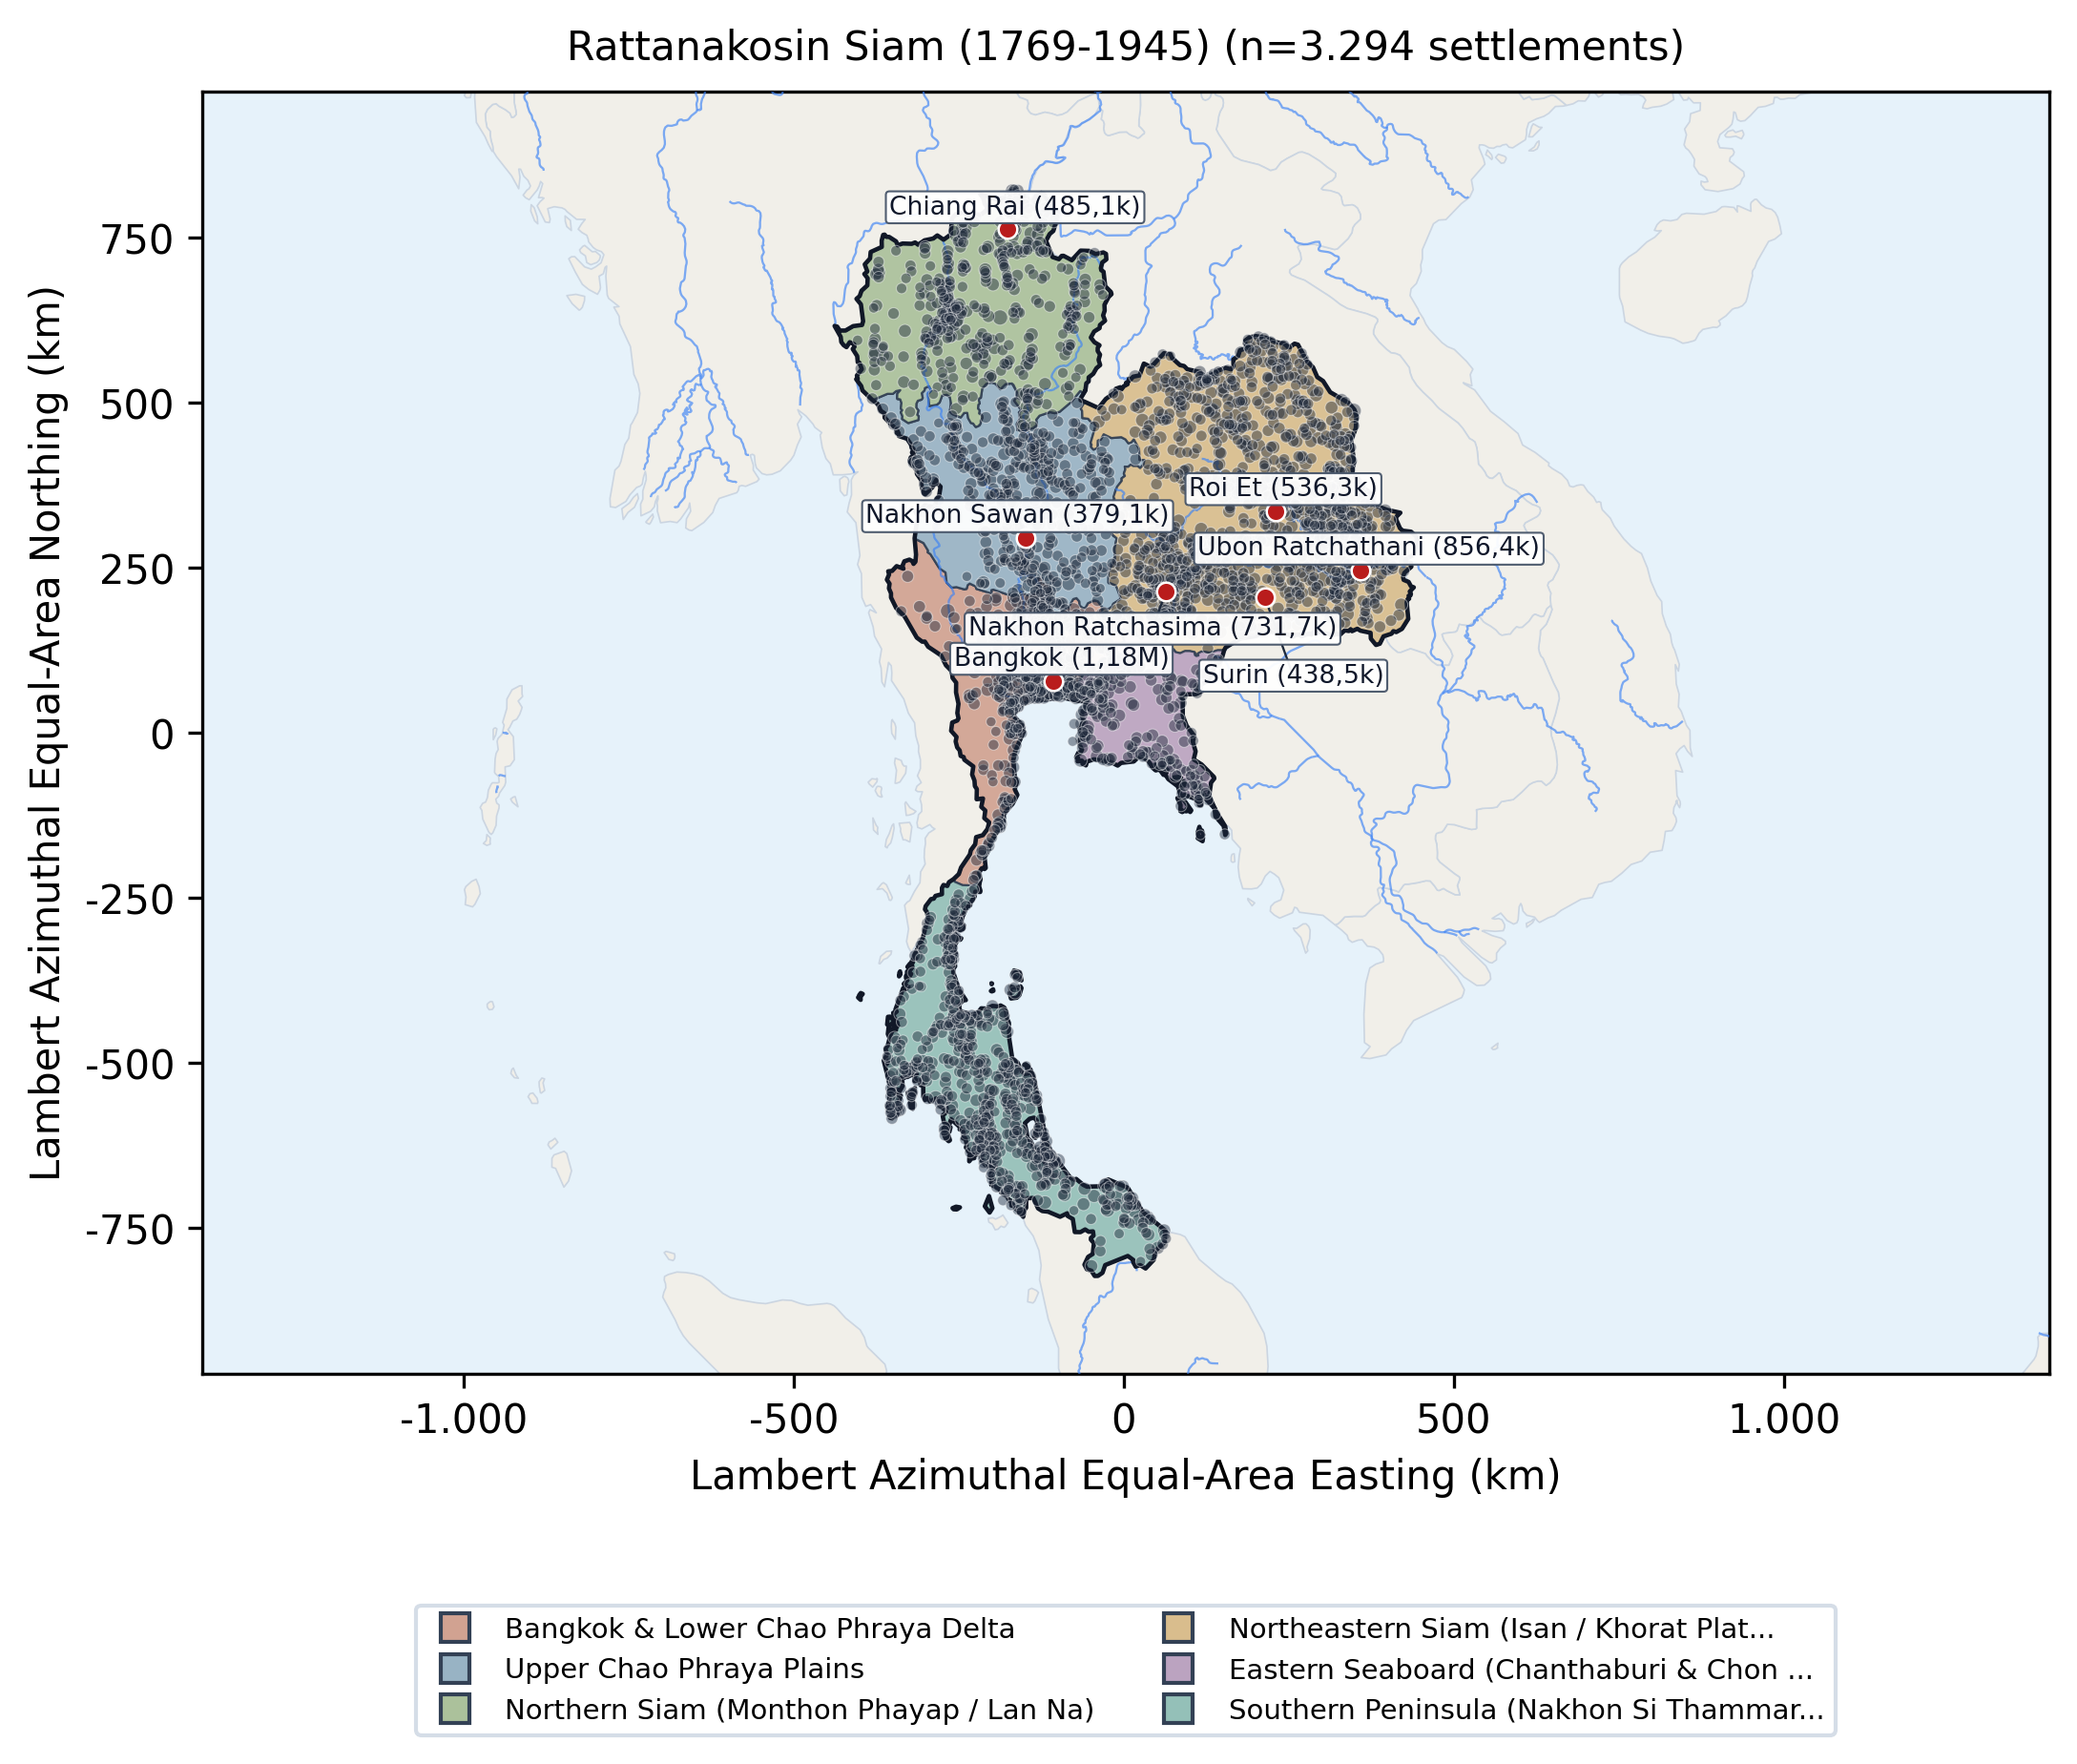 Rattanakosin Siam (1769-1945) (n=3.294 settlements)
Lambert Azimuthal Equal-Area Northing (km)
750
500
250
0
-250
-500
-750
Chiang Rai (485,1k)
Roi Et (536,3k)
Nakhon Sawan (379,1k)
Ubon Ratchathani (856,4k)
Nakhon Ratchasima (731,7k)
Bangkok (1,18M)
Surin (438,5k)
-1.000
-500
0
500
1.000
Lambert Azimuthal Equal-Area Easting (km)
Bangkok & Lower Chao Phraya Delta
Upper Chao Phraya Plains
Northern Siam (Monthon Phayap / Lan Na)
Northeastern Siam (Isan / Khorat Plat...
Eastern Seaboard (Chanthaburi & Chon ...
Southern Peninsula (Nakhon Si Thammar...